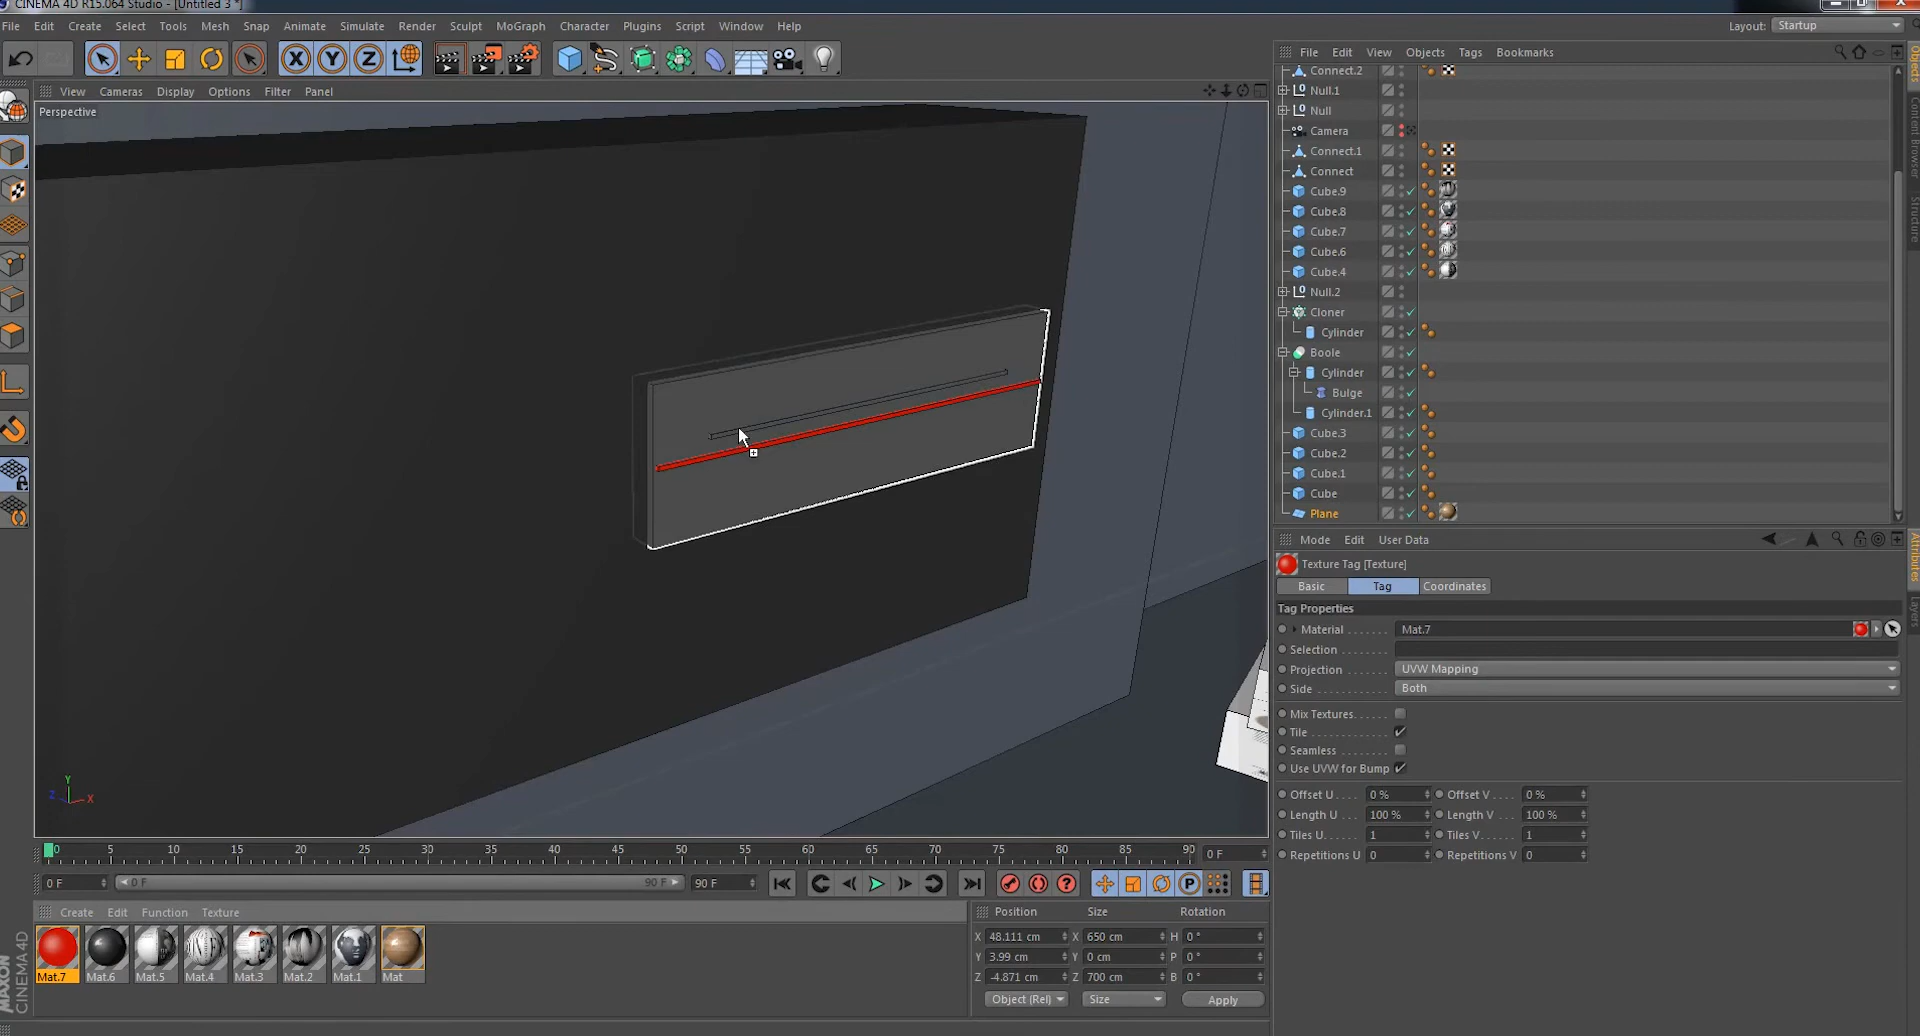 CINEMA 4D R15.064 Studio - [Untitled 3 *]
File Edit Create Select Tools Mesh Snap Animate Simulate Render Sculpt MoGraph Character Plugins Script Window Help
Layout: Startup
X Y Z
View Cameras Display Options Filter Panel
Perspective
Y
Z X
File Edit View Objects Tags Bookmarks
Connect.2
Null.1
Null
Camera
Connect.1
Connect
Cube.9
Cube.8
Cube.7
Cube.6
Cube.4
Null.2
Cloner
Cylinder
Boole
Cylinder
Bulge
Cylinder.1
Cube.3
Cube.2
Cube.1
Cube
Plane
Objects
Content Browser
Structure
Mode Edit User Data
Texture Tag [Texture]
Basic Tag Coordinates
Tag Properties
Material Mat.7
Selection
Projection UVW Mapping
Side Both
Mix Textures
Tile
Seamless
Use UVW for Bump
Offset U 0 % Offset V 0 %
Length U 100 % Length V 100 %
Tiles U 1 Tiles V 1
Repetitions U 0 Repetitions V 0
Attributes
Layers
0 5 10 15 20 25 30 35 40 45 50 55 60 65 70 75 80 85 90 0 F
0 F 0 F 90 F 90 F
P
Create Edit Function Texture
Mat.7 Mat.6 Mat.5 Mat.4 Mat.3 Mat.2 Mat.1 Mat
Position Size Rotation
X 48.111 cm X 650 cm H 0 °
Y 3.99 cm Y 0 cm P 0 °
Z -4.871 cm Z 700 cm B 0 °
Object (Rel) Size Apply
MAXON
CINEMA 4D